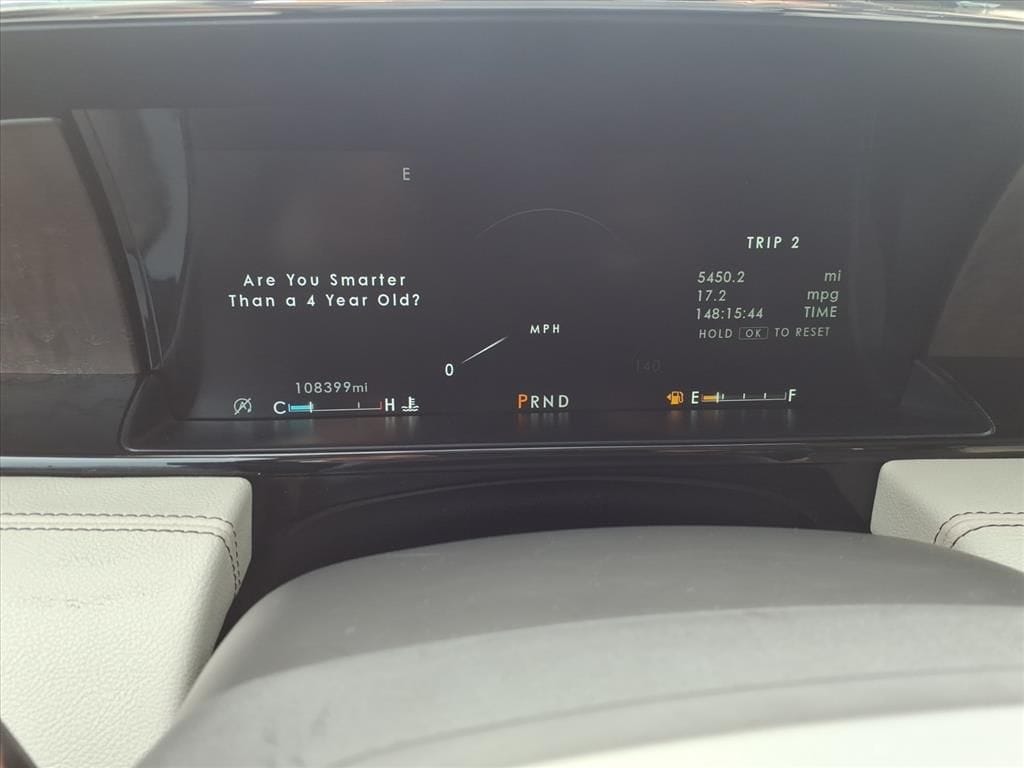 E
Are You Smarter
Than a 4 Year Old?
MPH
0
140
TRIP 2
5450.2 mi
17.2 mpg
148:15:44 TIME
HOLD OK TO RESET
108399mi
A
C H
PRND
E F